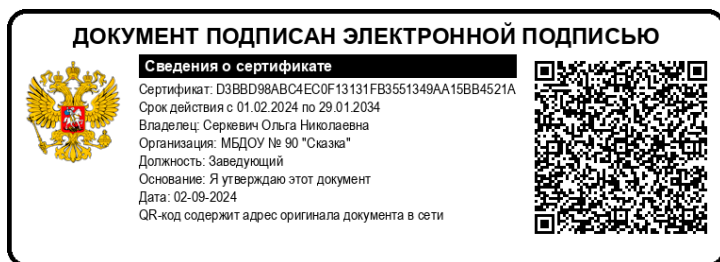 ДОКУМЕНТ ПОДПИСАН ЭЛЕКТРОННОЙ ПОДПИСЬЮ
Сведения о сертификате
Сертификат: D3BBD98ABC4EC0F13131FB3551349AA15BB4521A
Срок действия с 01.02.2024 по 29.01.2034
Владелец: Серкевич Ольга Николаевна
Организация: МБДОУ № 90 "Сказка"
Должность: Заведующий
Основание: Я утверждаю этот документ
Дата: 02-09-2024
QR-код содержит адрес оригинала документа в сети